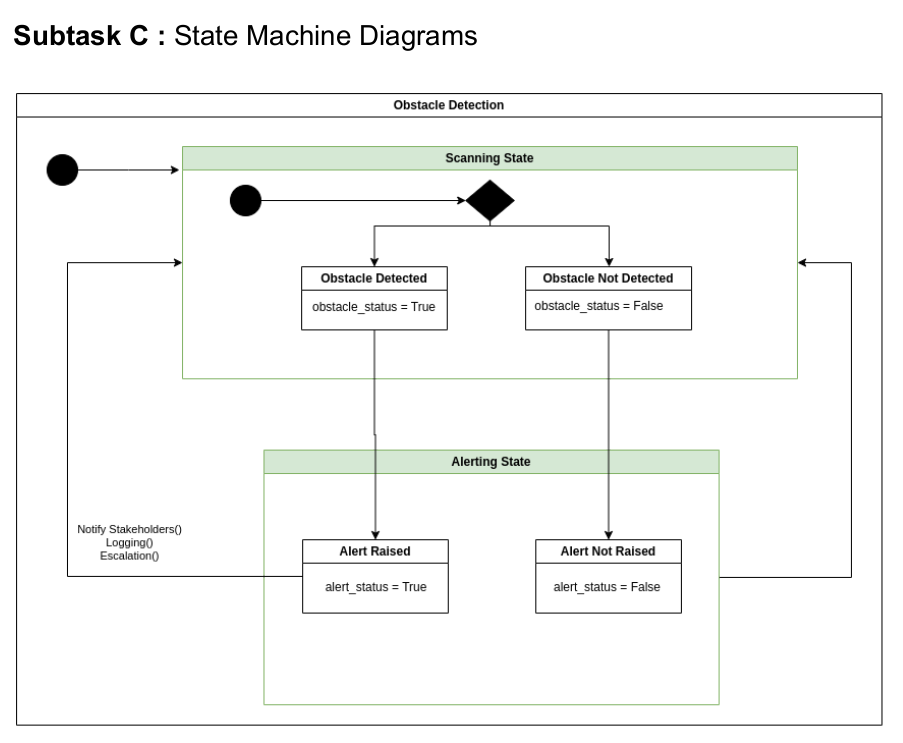 Subtask C : State Machine Diagrams
Obstacle Detection
Scanning State
Obstacle Detected
obstacle_status = True
Obstacle Not Detected
obstacle_status = False
Alerting State
Notify Stakeholders()
Logging()
Escalation()
Alert Raised
alert_status = True
Alert Not Raised
alert_status = False